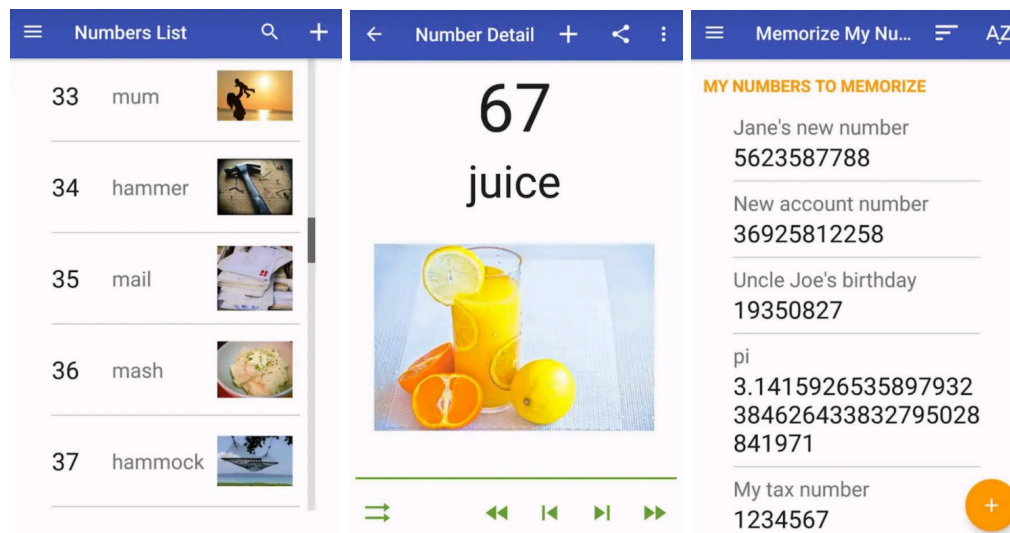 Numbers List
33 mum
34 hammer
35 mail
36 mash
37 hammock
Number Detail
67
juice
Memorize My Nu...
AZ
MY NUMBERS TO MEMORIZE
Jane's new number
5623587788
New account number
36925812258
Uncle Joe's birthday
19350827
pi
3.1415926535897932
384626433832795028
841971
My tax number
1234567